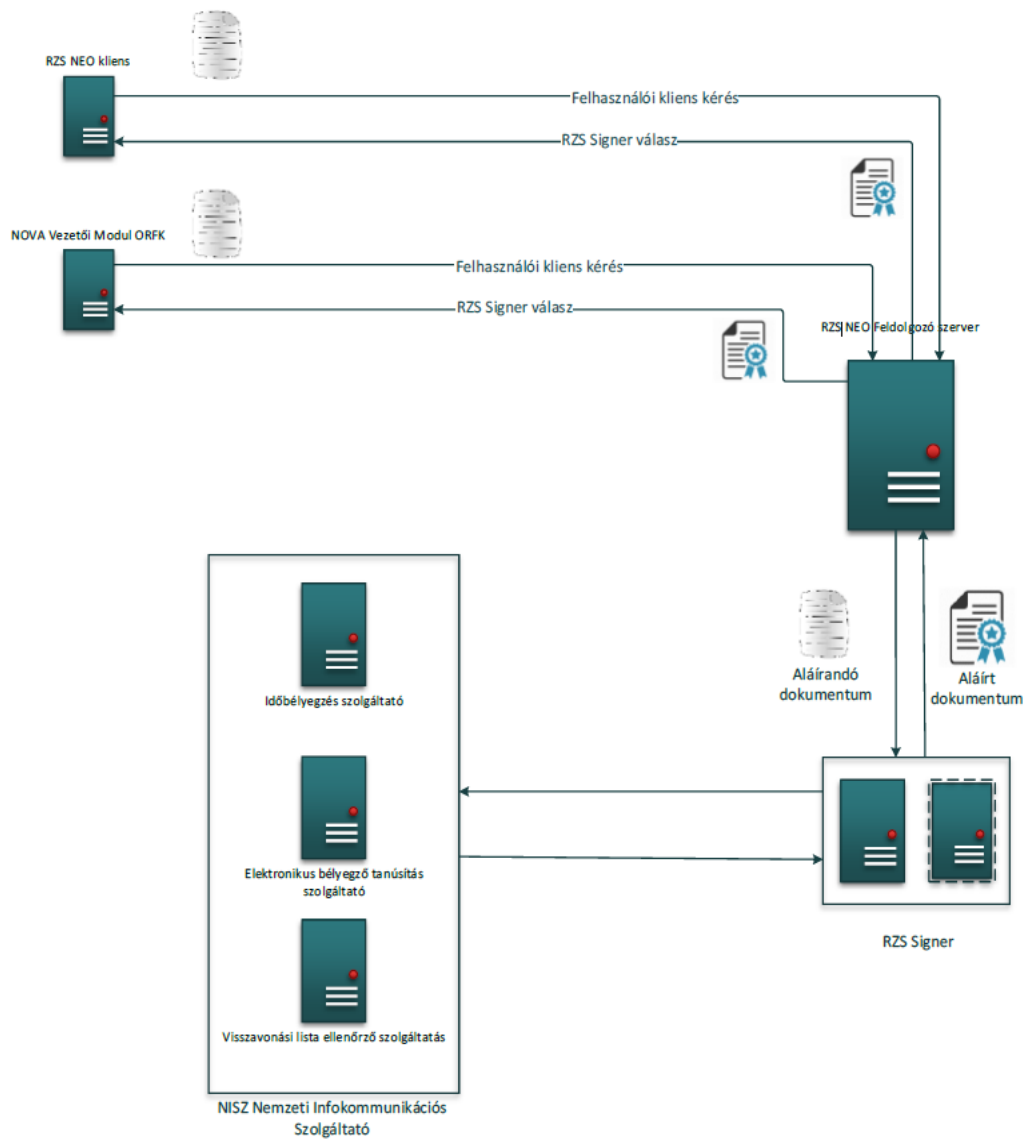 RZS NEO kliens
Felhasználói kliens kérés
RZS Signer válasz
NOVA Vezetői Modul ORFK
Felhasználói kliens kérés
RZS Signer válasz
RZS NEO Feldolgozó szerver
Időbélyegzés szolgáltató
Aláírandó
dokumentum
Aláírt
dokumentum
Elektronikus bélyegző tanúsítás
szolgáltató
RZS Signer
Visszavonási lista ellenőrző szolgáltatás
NISZ Nemzeti Infokommunikációs
Szolgáltató